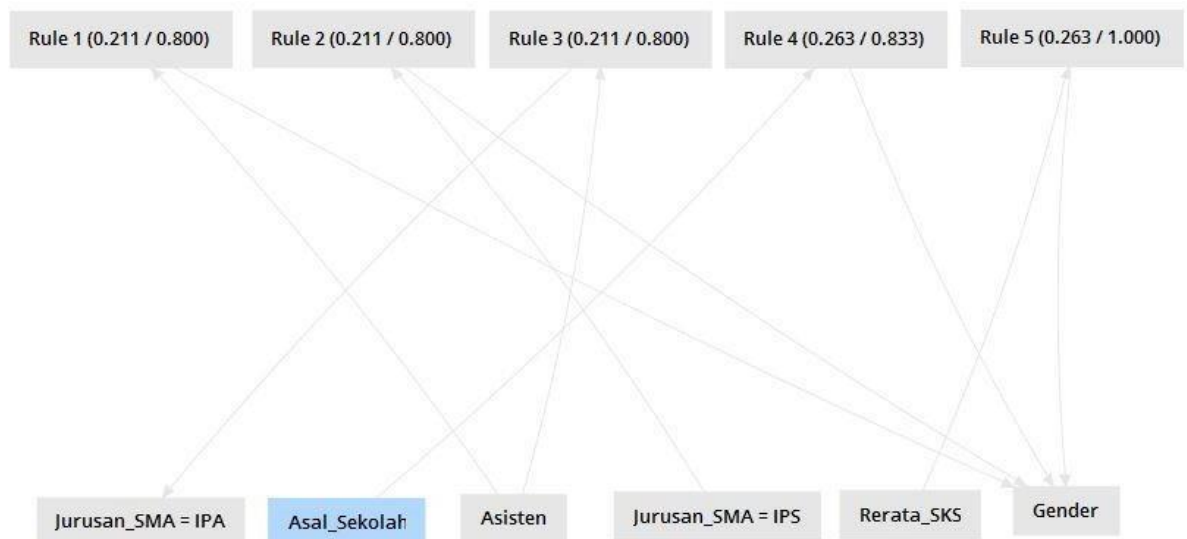 Rule 1 (0.211 / 0.800)
Rule 2 (0.211 / 0.800)
Rule 3 (0.211 / 0.800)
Rule 4 (0.263 / 0.833)
Rule 5 (0.263 / 1.000)
Jurusan_SMA = IPA
Asal_Sekolah
Asisten
Jurusan_SMA = IPS
Rerata_SKS
Gender